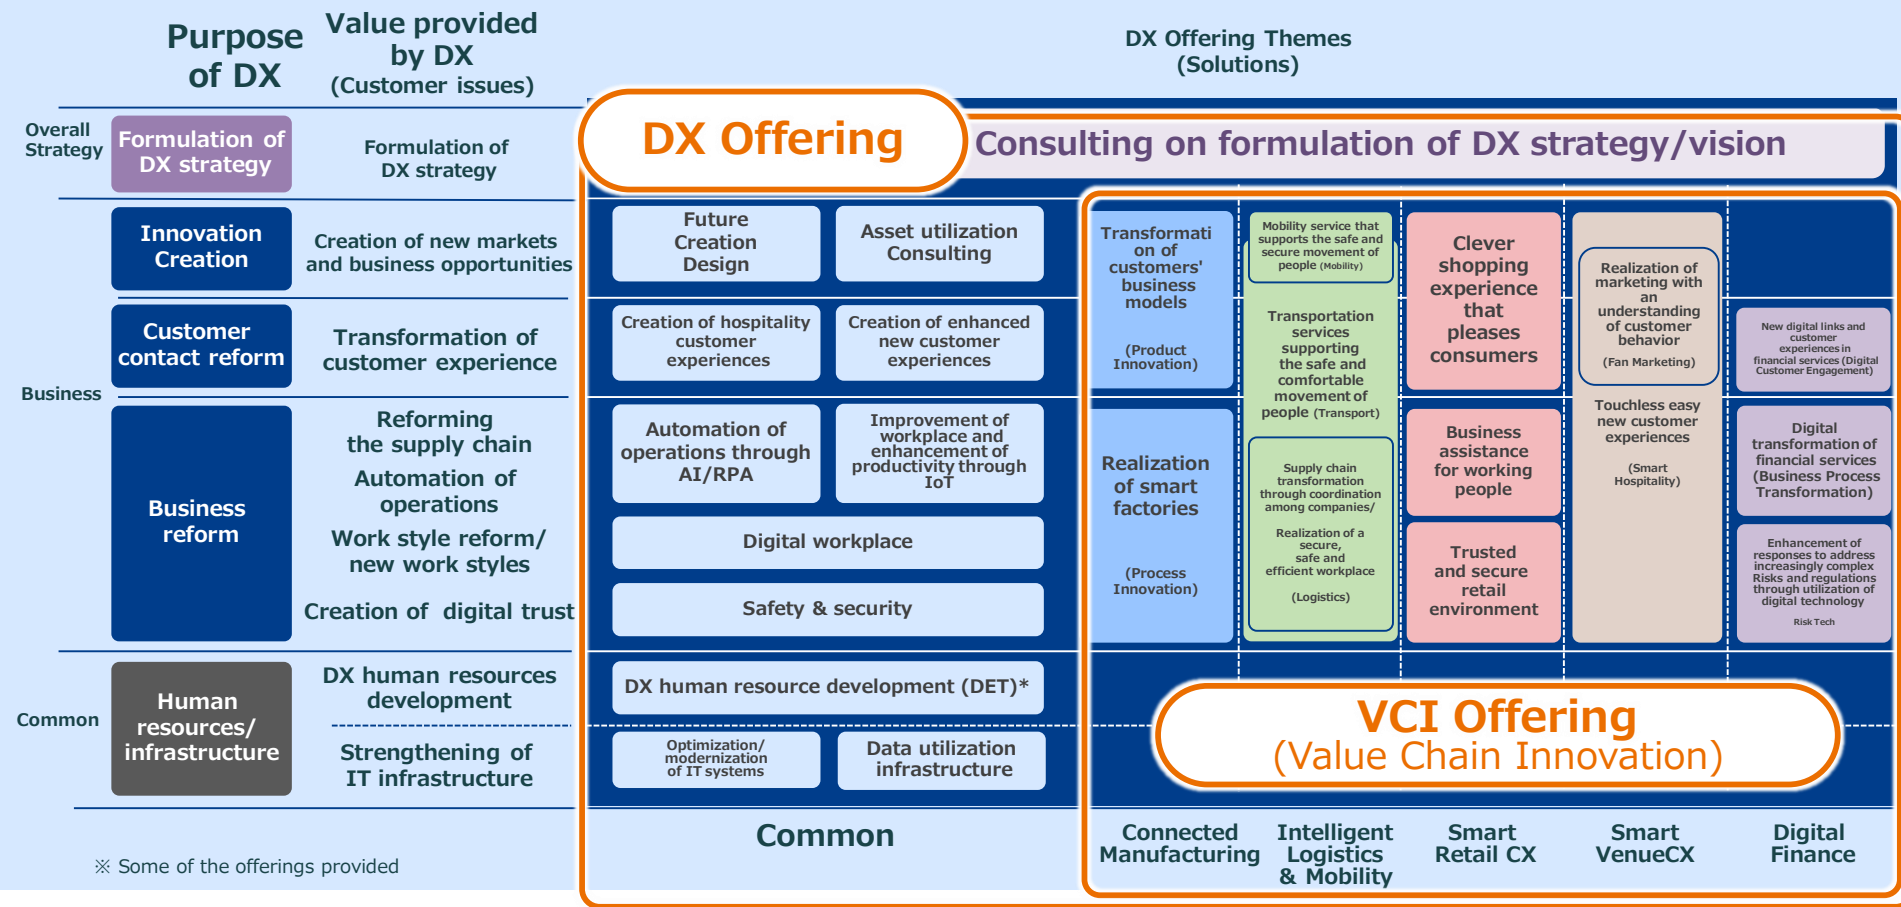 Purpose
of DX
Value provided
by DX
(Customer issues)
DX Offering Themes
(Solutions)
Overall
Strategy
Formulation of
DX strategy
Formulation of
DX strategy
DX Offering
Consulting on formulation of DX strategy/vision
Business
Innovation
Creation
Creation of new markets
and business opportunities
Future
Creation
Design
Asset utilization
Consulting
Customer
contact reform
Transformation of
customer experience
Creation of hospitality
customer
experiences
Creation of enhanced
new customer
experiences
Business
reform
Reforming
the supply chain
Automation of
operations
Work style reform/
new work styles
Creation of digital trust
Automation of
operations through
AI/RPA
Improvement of
workplace and
enhancement of
productivity through
IoT
Digital workplace
Safety & security
Common
Human
resources/
infrastructure
DX human resources
development
Strengthening of
IT infrastructure
DX human resource development (DET)*
Optimization/
modernization
of IT systems
Data utilization
infrastructure
Transformati
on of
customers'
business
models
(Product
Innovation)
Realization
of smart
factories
(Process
Innovation)
Mobility service that
supports the safe and
secure movement of
people (Mobility)
Transportation
services
supporting
the safe and
comfortable
movement of
people (Transport)
Supply chain
transformation
through coordination
among companies/
Realization of a
secure,
safe and
efficient workplace
(Logistics)
Clever
shopping
experience
that
pleases
consumers
Business
assistance
for working
people
Trusted
and secure
retail
environment
Realization of
marketing with
an
understanding
of customer
behavior
(Fan Marketing)
Touchless easy
new customer
experiences
(Smart
Hospitality)
New digital links and
customer
experiences in
financial services (Digital
Customer Engagement)
Digital
transformation of
financial services
(Business Process
Transformation)
Enhancement of
responses to address
increasingly complex
Risks and regulations
through utilization of
digital technology
Risk Tech
VCI Offering
(Value Chain Innovation)
Common
Connected
Manufacturing
Intelligent
Logistics
& Mobility
Smart
Retail CX
Smart
VenueCX
Digital
Finance
※ Some of the offerings provided